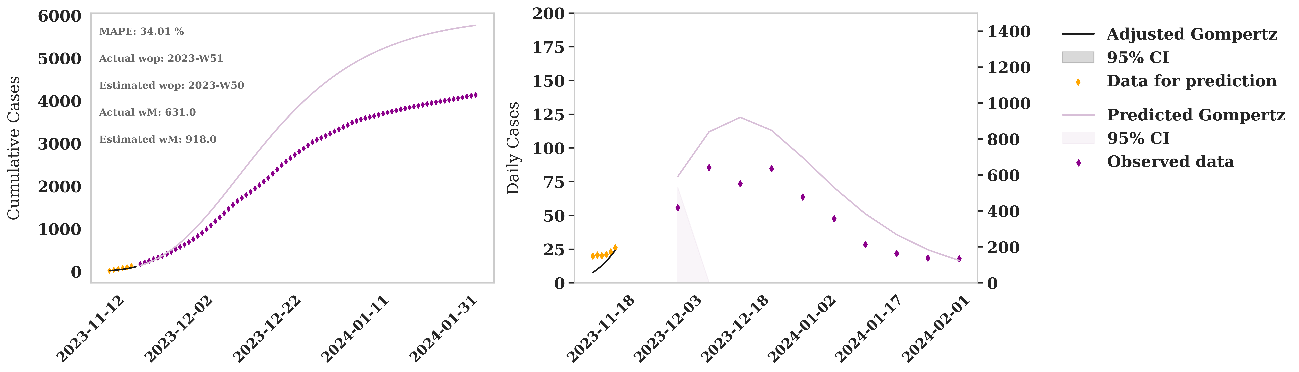 MAPE: 34.01 %
Actual wop: 2023-W51
Estimated wop: 2023-W50
Actual wM: 631.0
Estimated wM: 918.0
Cumulative Cases
6000
5000
4000
3000
2000
1000
0
2023-11-12
2023-12-02
2023-12-22
2024-01-11
2024-01-31
Daily Cases
200
175
150
125
100
75
50
25
0
2023-11-18
2023-12-03
2023-12-18
2024-01-02
2024-01-17
2024-02-01
1400
1200
1000
800
600
400
200
0
Adjusted Gompertz
95% CI
Data for prediction
Predicted Gompertz
95% CI
Observed data